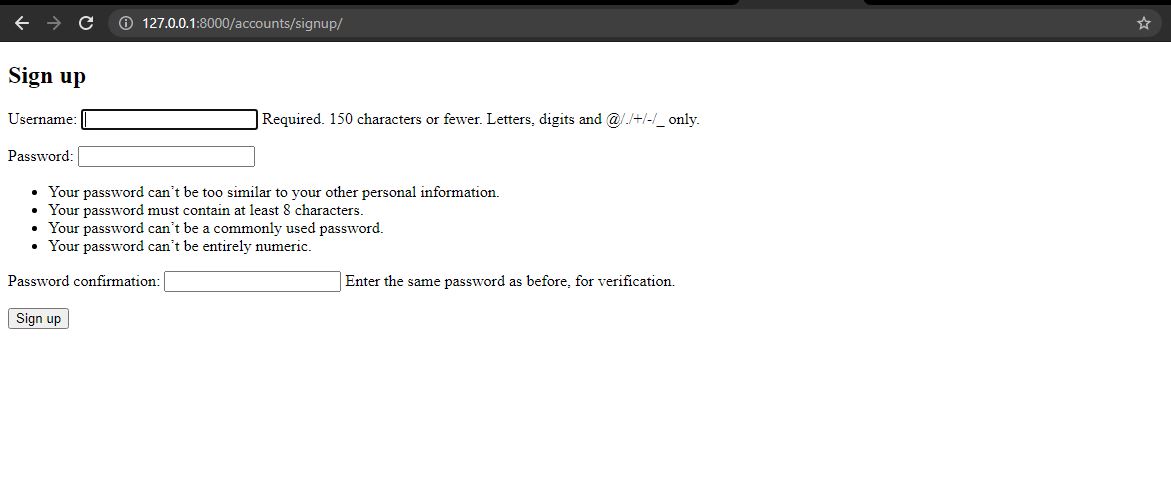 127.0.0.1:8000/accounts/signup/
Sign up
Username: Required. 150 characters or fewer. Letters, digits and @/./+/-/_ only.
Password:
Your password can’t be too similar to your other personal information.
Your password must contain at least 8 characters.
Your password can’t be a commonly used password.
Your password can’t be entirely numeric.
Password confirmation: Enter the same password as before, for verification.
Sign up